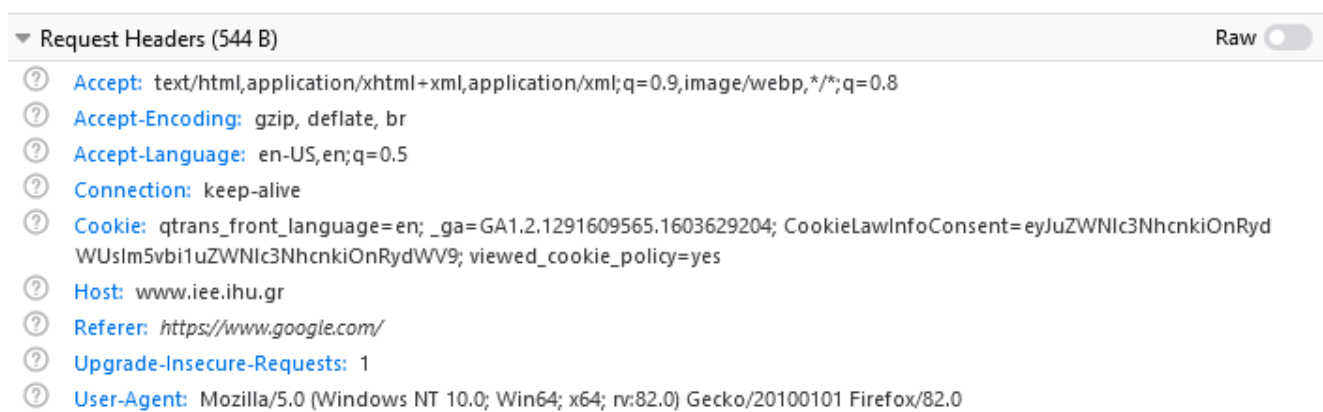 Request Headers (544 B) Raw
Accept: text/html,application/xhtml+xml,application/xml;q=0.9,image/webp,*/*;q=0.8
Accept-Encoding: gzip, deflate, br
Accept-Language: en-US,en;q=0.5
Connection: keep-alive
Cookie: qtrans_front_language=en; _ga=GA1.2.1291609565.1603629204; CookieLawInfoConsent=eyJuZWNlc3NhcnkiOnRyd
WUsIm5vbi1uZWNlc3NhcnkiOnRydWV9; viewed_cookie_policy=yes
Host: www.iee.ihu.gr
Referer: https://www.google.com/
Upgrade-Insecure-Requests: 1
User-Agent: Mozilla/5.0 (Windows NT 10.0; Win64; x64; rv:82.0) Gecko/20100101 Firefox/82.0